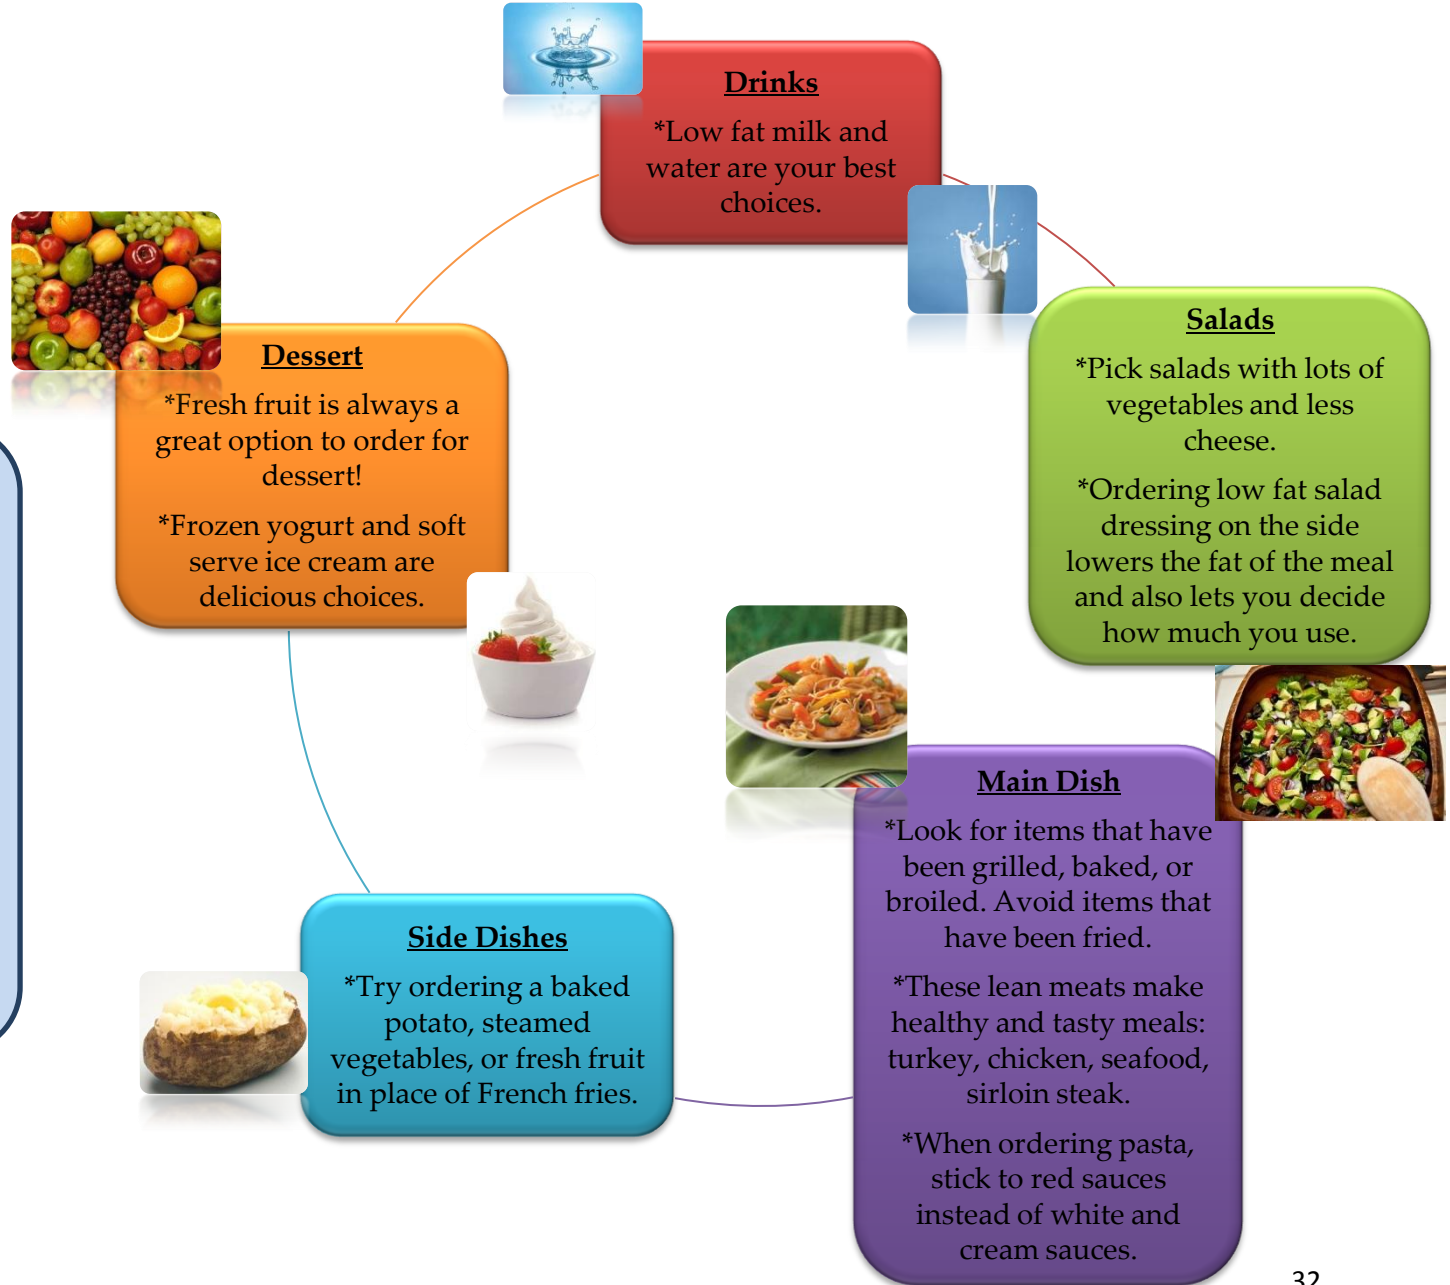 Drinks
*Low fat milk and
water are your best
choices.
Salads
*Pick salads with lots of
vegetables and less
cheese.
*Ordering low fat salad
dressing on the side
lowers the fat of the meal
and also lets you decide
how much you use.
Main Dish
*Look for items that have
been grilled, baked, or
broiled. Avoid items that
have been fried.
*These lean meats make
healthy and tasty meals:
turkey, chicken, seafood,
sirloin steak.
*When ordering pasta,
stick to red sauces
instead of white and
cream sauces.
Side Dishes
*Try ordering a baked
potato, steamed
vegetables, or fresh fruit
in place of French fries.
Dessert
*Fresh fruit is always a
great option to order for
dessert!
*Frozen yogurt and soft
serve ice cream are
delicious choices.
32